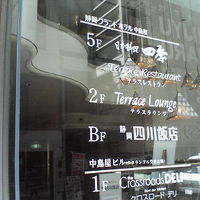 静岡グランドホテル中島屋
5F 日本料理 四季
Terrace Restaurant
テラスレストラン
2F Terrace Lounge
テラスラウンジ
BF 静岡 四川飯店
中島屋ビル
1F the Crossroads DELI
クロスロード・デリ